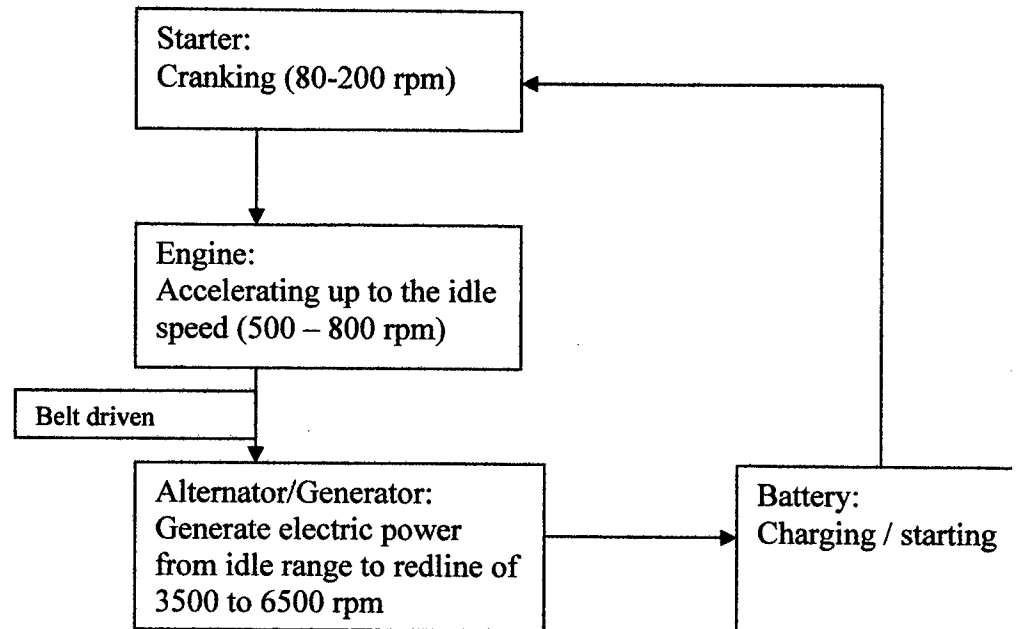 Starter:
Cranking (80-200 rpm)
Engine:
Accelerating up to the idle
speed (500 – 800 rpm)
Belt driven
Alternator/Generator:
Generate electric power
from idle range to redline of
3500 to 6500 rpm
Battery:
Charging / starting